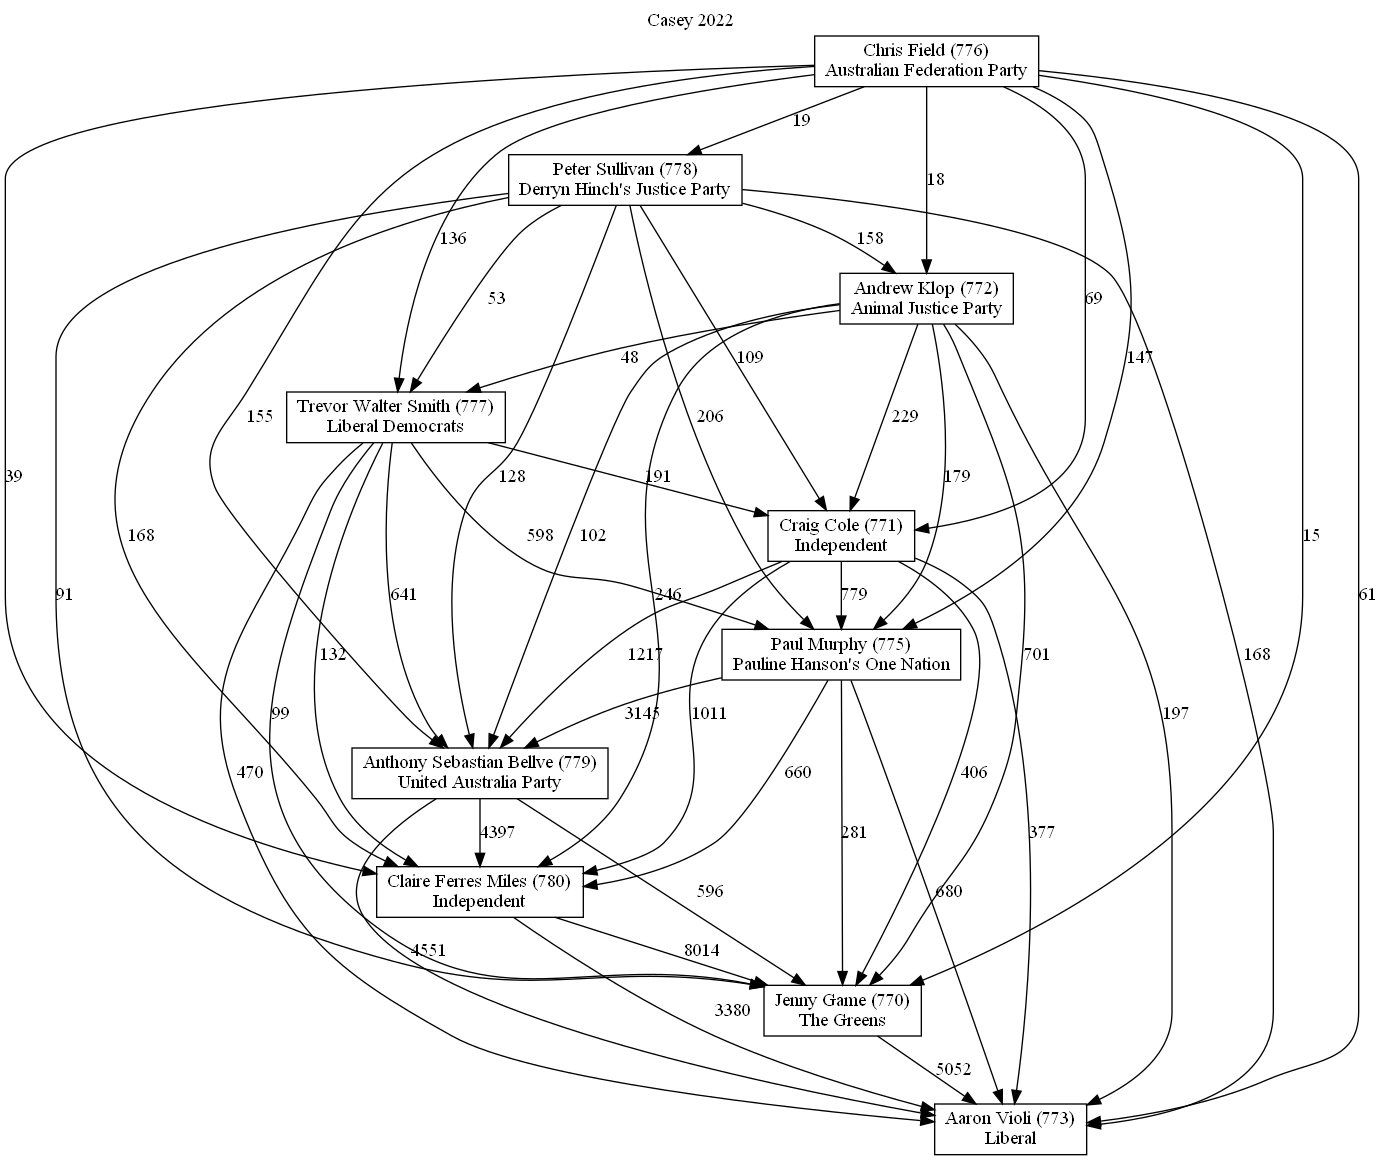 Casey 2022
Chris Field (776)
Australian Federation Party
19
Peter Sullivan (778)
Derryn Hinch's Justice Party
18
136
158
53
Andrew Klop (772)
Animal Justice Party
69
48
109
147
Trevor Walter Smith (777)
Liberal Democrats
155
206
229
39
128
191
179
Craig Cole (771)
Independent
168
598
102
15
91
641
246
779
61
132
1217
Paul Murphy (775)
Pauline Hanson's One Nation
701
168
99
3145
1011
197
470
Anthony Sebastian Bellve (779)
United Australia Party
660
406
4397
281
377
Claire Ferres Miles (780)
Independent
596
680
4551
8014
3380
Jenny Game (770)
The Greens
5052
Aaron Violi (773)
Liberal